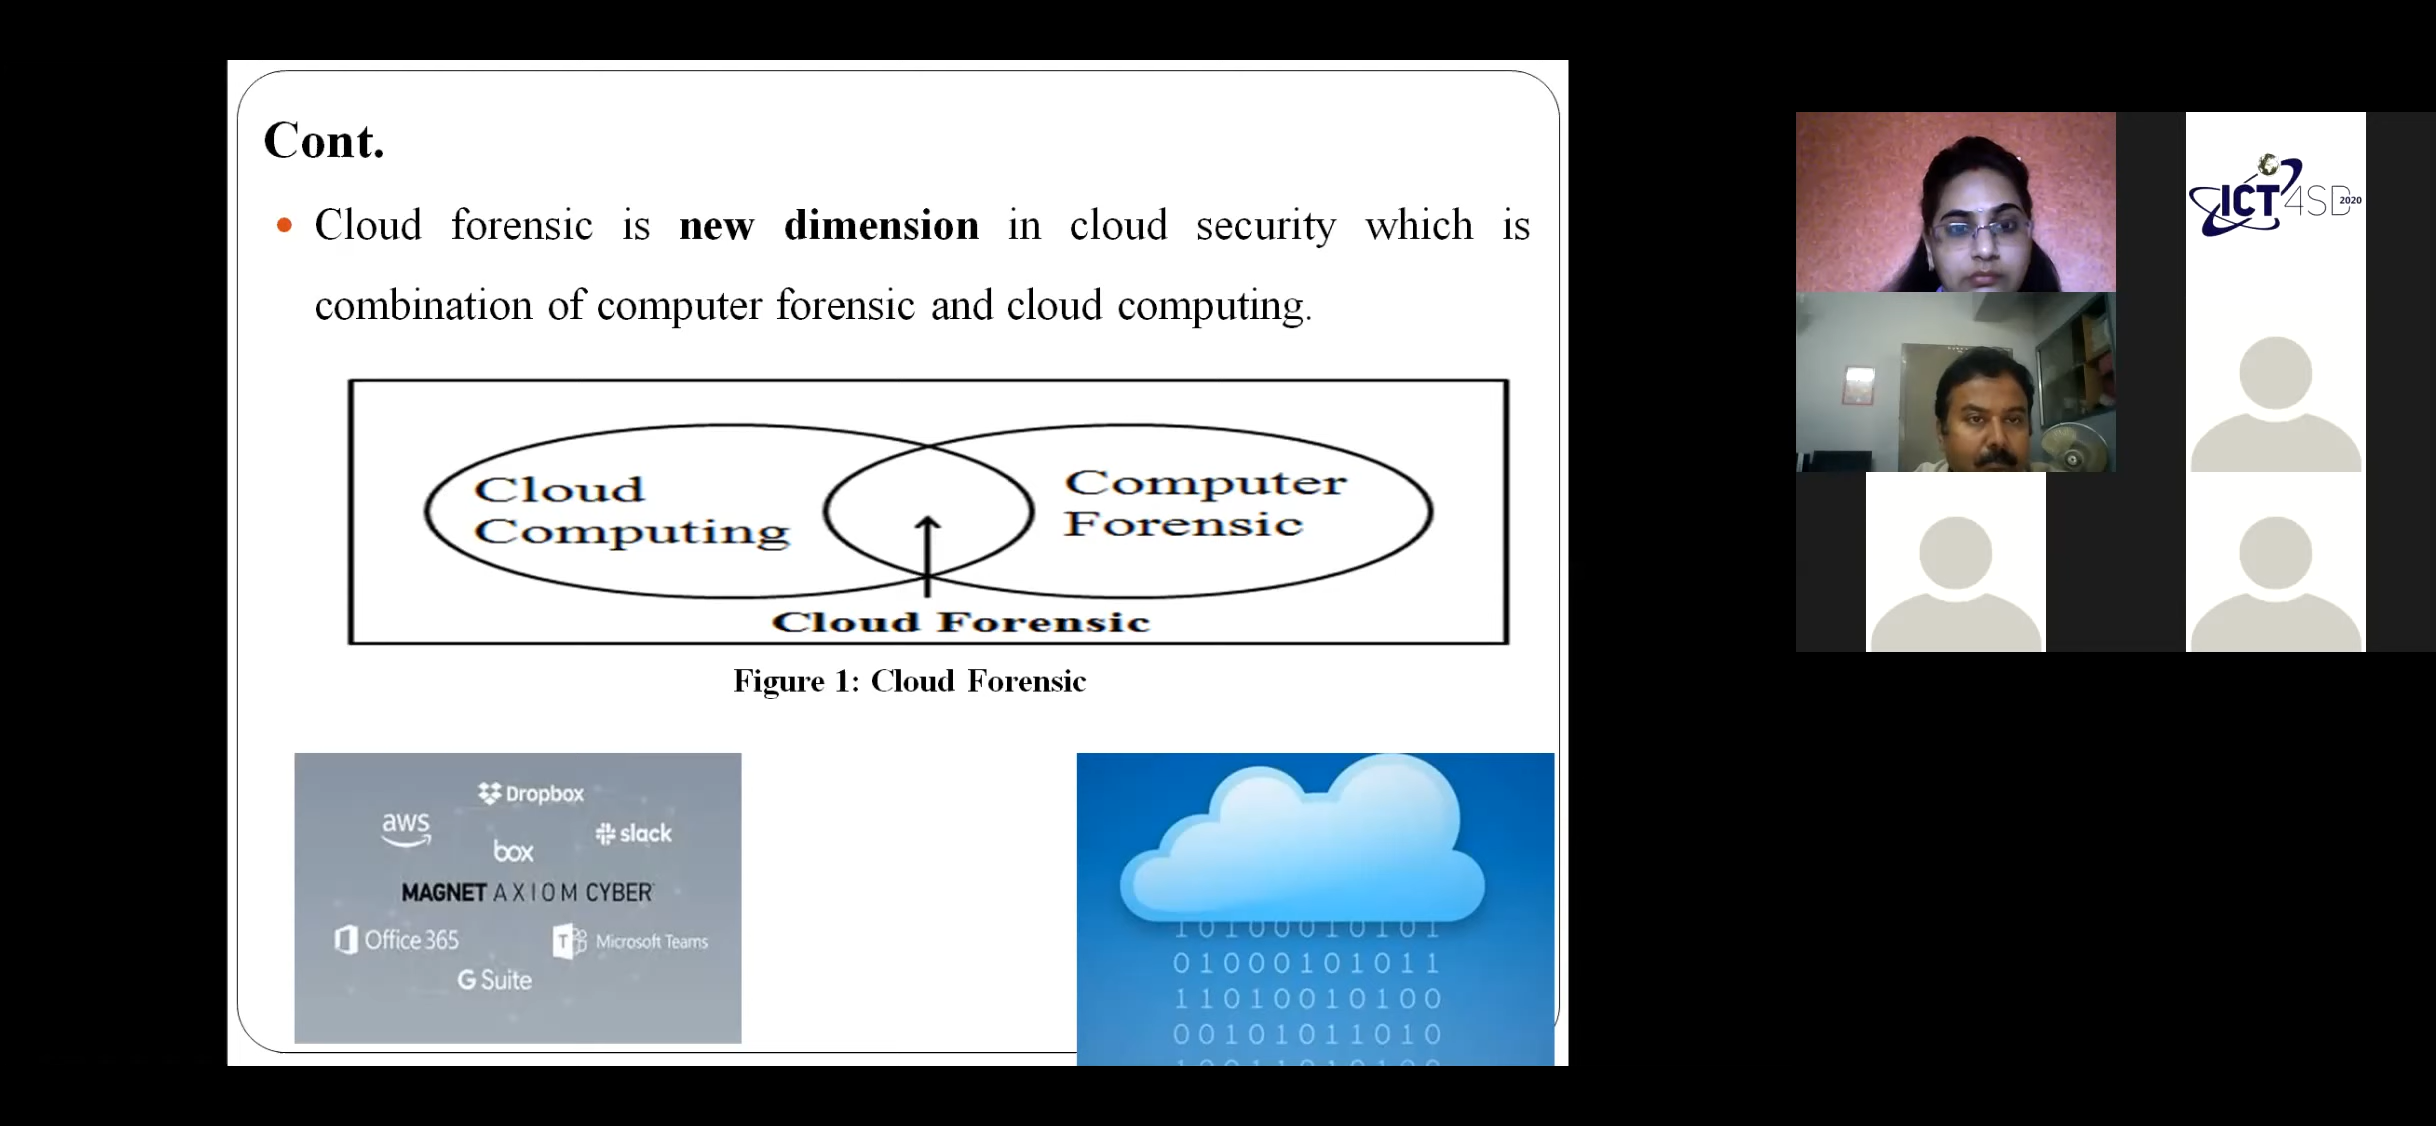 Cont.
• Cloud forensic is new dimension in cloud security which is
combination of computer forensic and cloud computing.
Cloud
Computing
Computer
Forensic
Cloud Forensic
Figure 1: Cloud Forensic
Dropbox
aws
slack
box
MAGNET AXIOM CYBER
Office 365
Microsoft Teams
G Suite
10100010101
01000101011
11010010100
00101011010
ICT4SD 2020